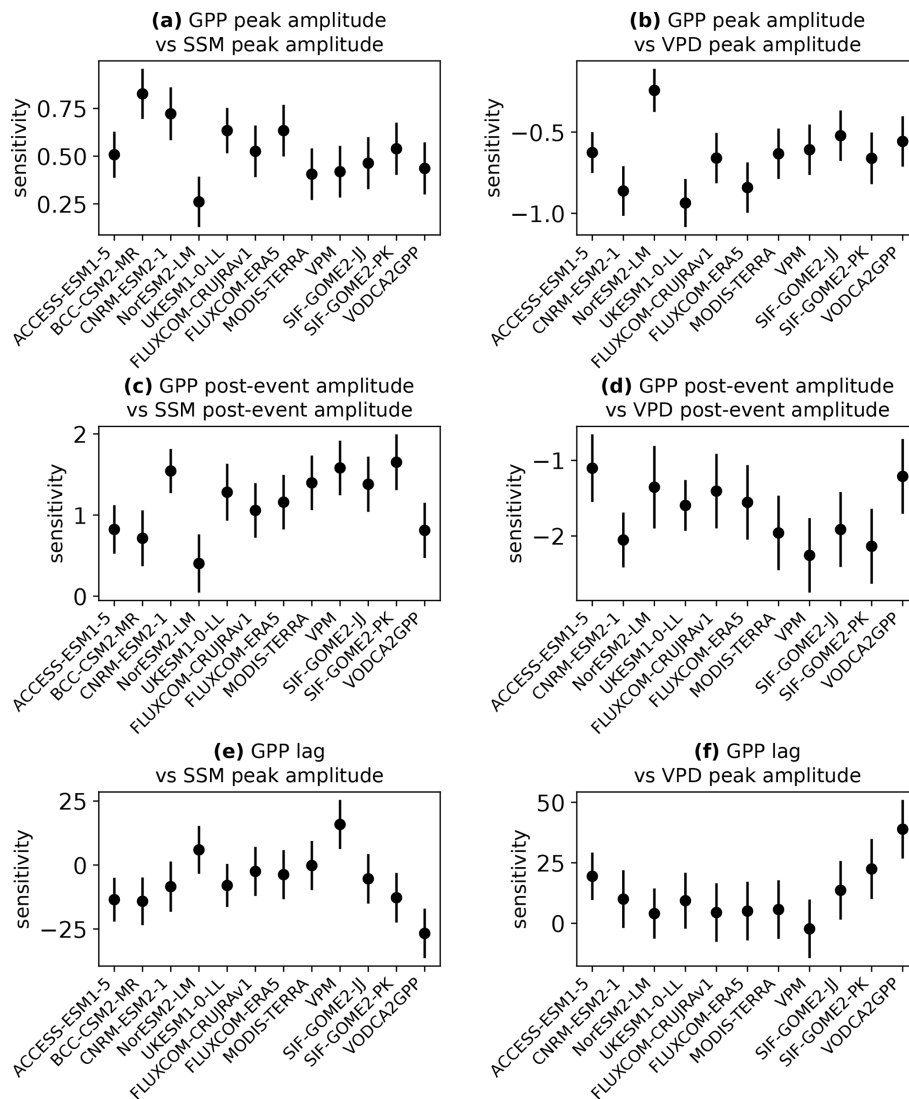 (a) GPP peak amplitude
vs SSM peak amplitude
sensitivity
0.75
0.50
0.25
ACCESS-ESM1-5
BCC-CSM2-MR
CNRM-ESM2-1
NorESM2-LM
UKESM1-0-LL
FLUXCOM-CRUJRAv1
FLUXCOM-ERA5
MODIS-TERRA
VPM
SIF-GOME2-JJ
SIF-GOME2-PK
VODCA2GPP
(b) GPP peak amplitude
vs VPD peak amplitude
sensitivity
−0.5
−1.0
ACCESS-ESM1-5
CNRM-ESM2-1
NorESM2-LM
UKESM1-0-LL
FLUXCOM-CRUJRAv1
FLUXCOM-ERA5
MODIS-TERRA
VPM
SIF-GOME2-JJ
SIF-GOME2-PK
VODCA2GPP
(c) GPP post-event amplitude
vs SSM post-event amplitude
sensitivity
2
1
0
ACCESS-ESM1-5
BCC-CSM2-MR
CNRM-ESM2-1
NorESM2-LM
UKESM1-0-LL
FLUXCOM-CRUJRAv1
FLUXCOM-ERA5
MODIS-TERRA
VPM
SIF-GOME2-JJ
SIF-GOME2-PK
VODCA2GPP
(d) GPP post-event amplitude
vs VPD post-event amplitude
sensitivity
−1
−2
ACCESS-ESM1-5
CNRM-ESM2-1
NorESM2-LM
UKESM1-0-LL
FLUXCOM-CRUJRAv1
FLUXCOM-ERA5
MODIS-TERRA
VPM
SIF-GOME2-JJ
SIF-GOME2-PK
VODCA2GPP
(e) GPP lag
vs SSM peak amplitude
sensitivity
25
0
−25
ACCESS-ESM1-5
BCC-CSM2-MR
CNRM-ESM2-1
NorESM2-LM
UKESM1-0-LL
FLUXCOM-CRUJRAv1
FLUXCOM-ERA5
MODIS-TERRA
VPM
SIF-GOME2-JJ
SIF-GOME2-PK
VODCA2GPP
(f) GPP lag
vs VPD peak amplitude
sensitivity
50
25
0
ACCESS-ESM1-5
CNRM-ESM2-1
NorESM2-LM
UKESM1-0-LL
FLUXCOM-CRUJRAv1
FLUXCOM-ERA5
MODIS-TERRA
VPM
SIF-GOME2-JJ
SIF-GOME2-PK
VODCA2GPP